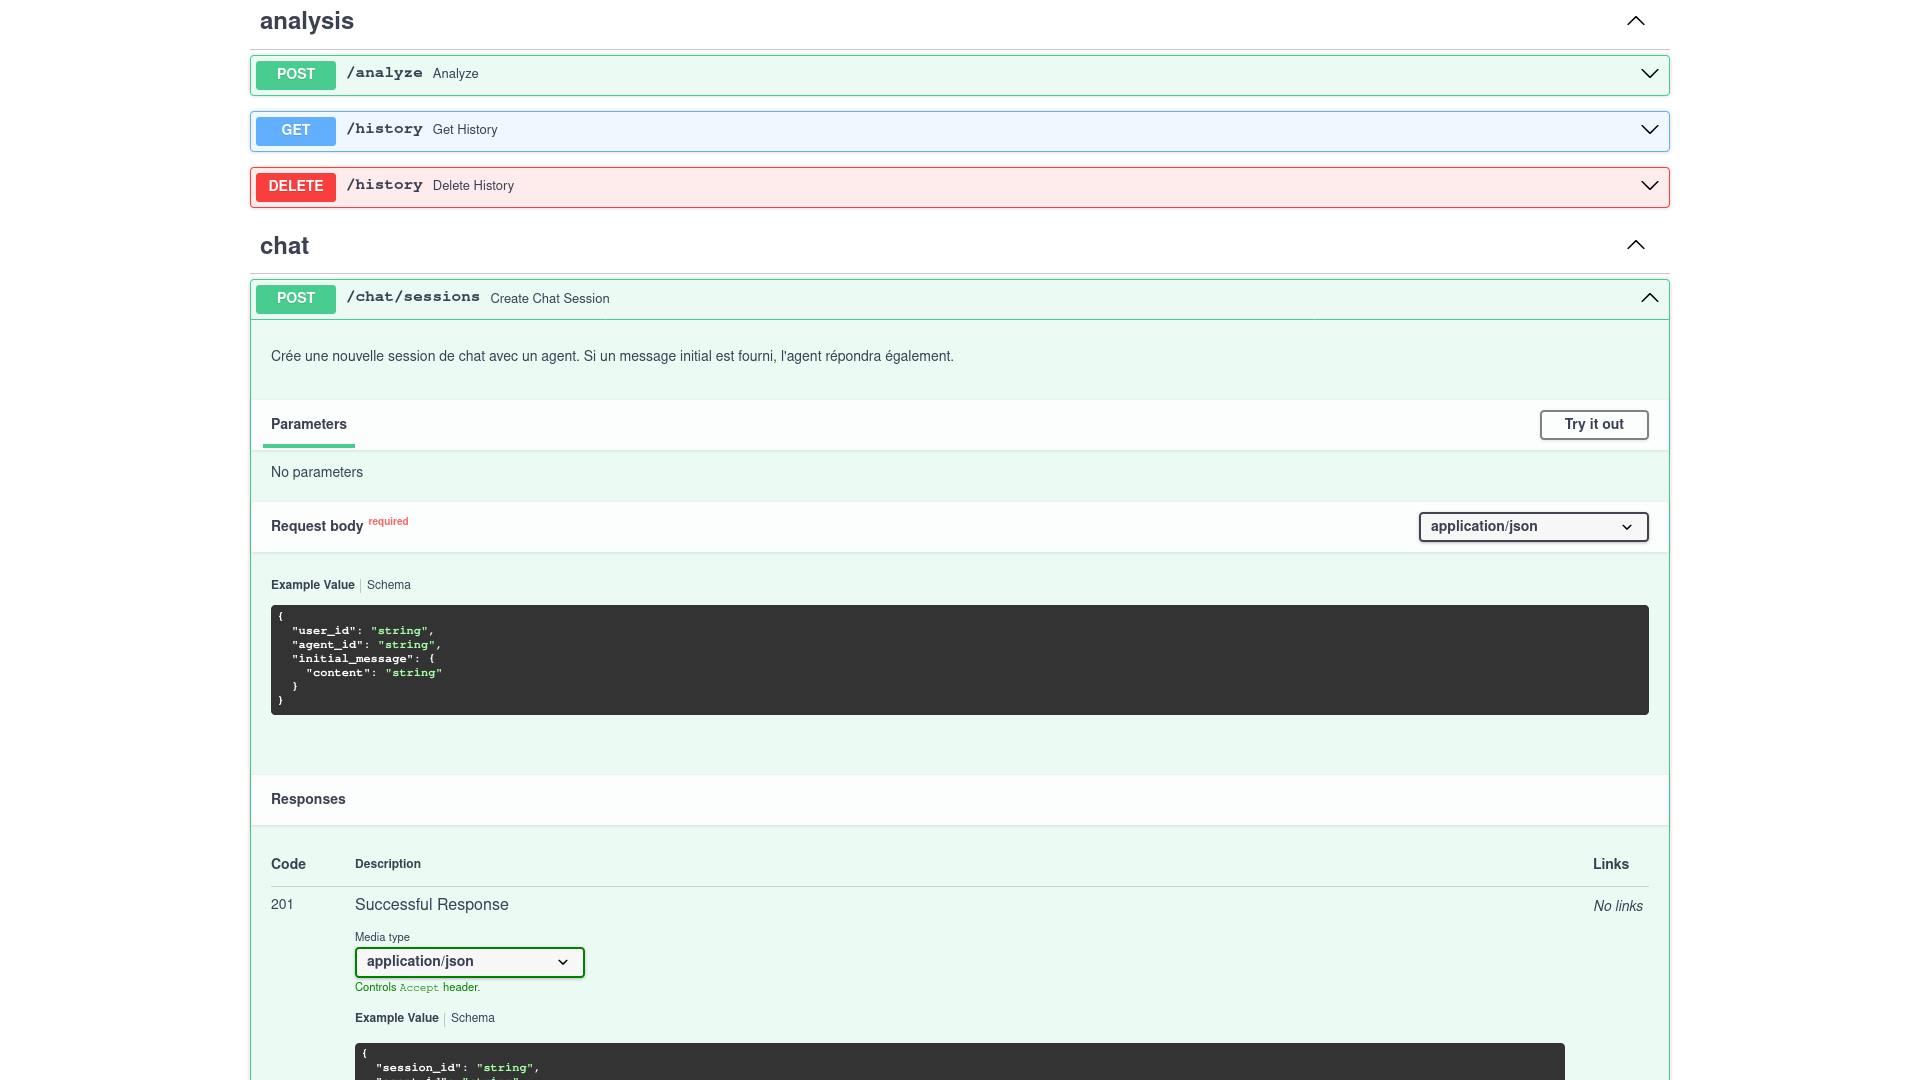 analysis
POST /analyze Analyze
GET /history Get History
DELETE /history Delete History
chat
POST /chat/sessions Create Chat Session
Crée une nouvelle session de chat avec un agent. Si un message initial est fourni, l'agent répondra également.
Parameters Try it out
No parameters
Request body required application/json
Example Value | Schema
{
"user_id": "string",
"agent_id": "string",
"initial_message": {
"content": "string"
}
}
Responses
Code Description Links
201 Successful Response No links
Media type
application/json
Controls Accept header.
Example Value | Schema
{
"session_id": "string",